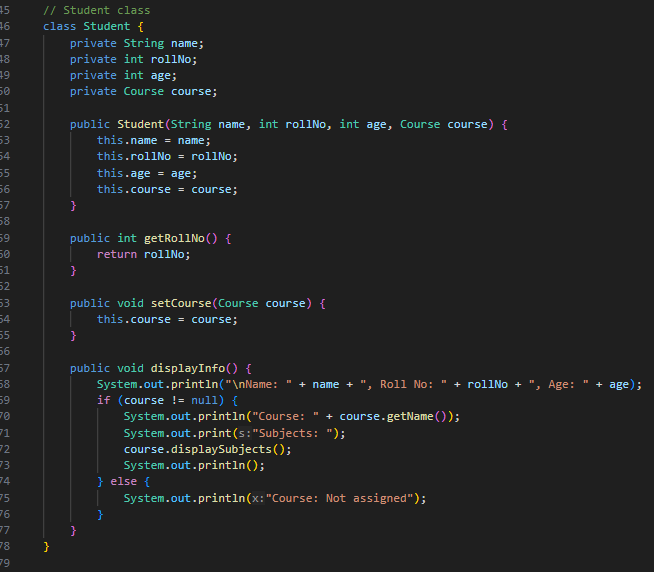 45 // Student class
46 class Student {
47 private String name;
48 private int rollNo;
49 private int age;
50 private Course course;
51
52 public Student(String name, int rollNo, int age, Course course) {
53 this.name = name;
54 this.rollNo = rollNo;
55 this.age = age;
56 this.course = course;
57 }
58
59 public int getRollNo() {
60 return rollNo;
61 }
62
63 public void setCourse(Course course) {
64 this.course = course;
65 }
66
67 public void displayInfo() {
68 System.out.println("\nName: " + name + ", Roll No: " + rollNo + ", Age: " + age);
69 if (course != null) {
70 System.out.println("Course: " + course.getName());
71 System.out.print(s:"Subjects: ");
72 course.displaySubjects();
73 System.out.println();
74 } else {
75 System.out.println(x:"Course: Not assigned");
76 }
77 }
78 }
79